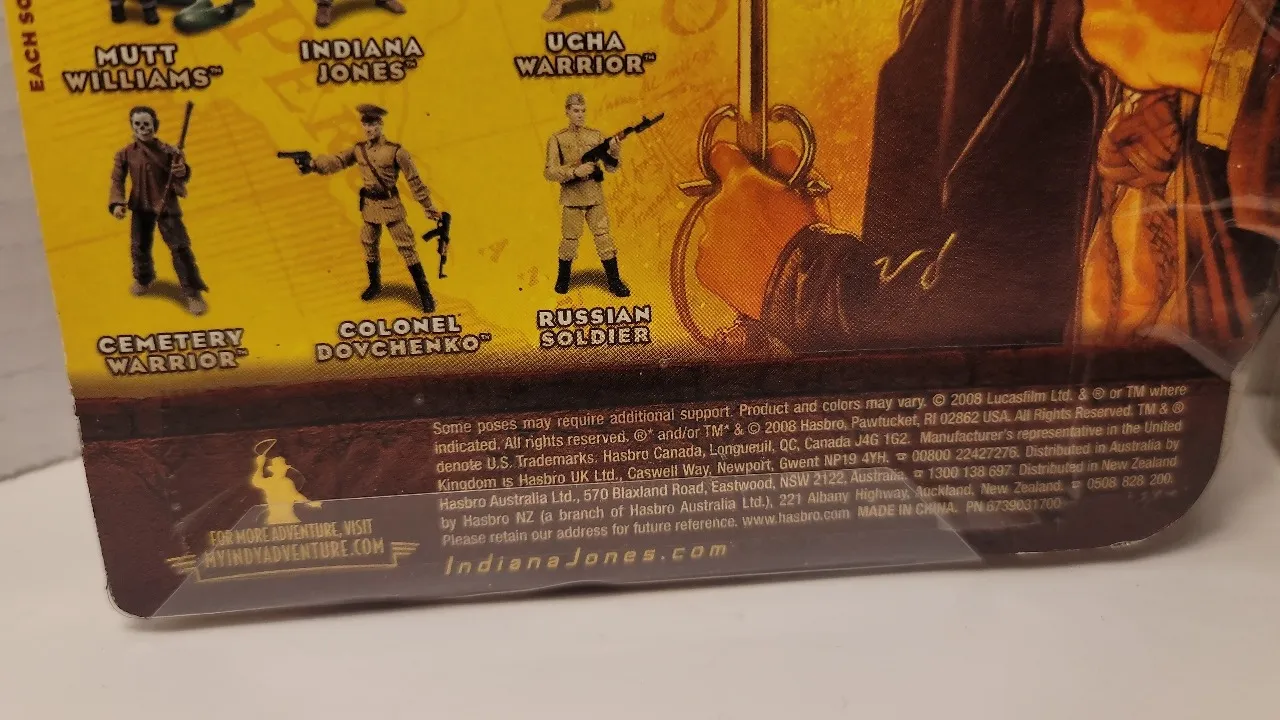 EACH SO
MUTT
WILLIAMS™
INDIANA
JONES™
UGHA
WARRIOR™
CEMETERY
WARRIOR™
COLONEL
DOVCHENKO™
RUSSIAN
SOLDIER
Some poses may require additional support. Product and colors may vary. © 2008 Lucasfilm Ltd. & ® or TM where
indicated. All rights reserved. ®* and/or TM* & © 2008 Hasbro, Pawtucket, RI 02862 USA. All Rights Reserved. TM & ®
denote U.S. Trademarks. Hasbro Canada, Longueuil, QC, Canada J4G 1G2. Manufacturer's representative in the United
Kingdom is Hasbro UK Ltd., Caswell Way, Newport, Gwent NP19 4YH. ☎ 00800 22427276. Distributed in Australia by
Hasbro Australia Ltd., 570 Blaxland Road, Eastwood, NSW 2122, Australia. ☎ 1300 138 697. Distributed in New Zealand
by Hasbro NZ (a branch of Hasbro Australia Ltd.), 221 Albany Highway, Auckland, New Zealand. ☎ 0508 828 200.
Please retain our address for future reference. www.hasbro.com MADE IN CHINA. PN 6739031700
IndianaJones.com
FOR MORE ADVENTURE, VISIT
MYINDYADVENTURE.COM